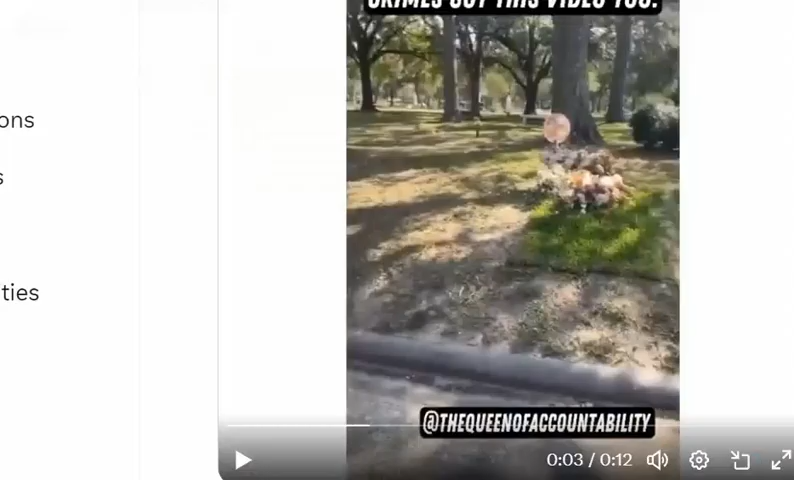 CRIMES GOT THIS VIDEO TOO.
ons
s
ties
@THEQUEENOFACCOUNTABILITY
0:03 / 0:12